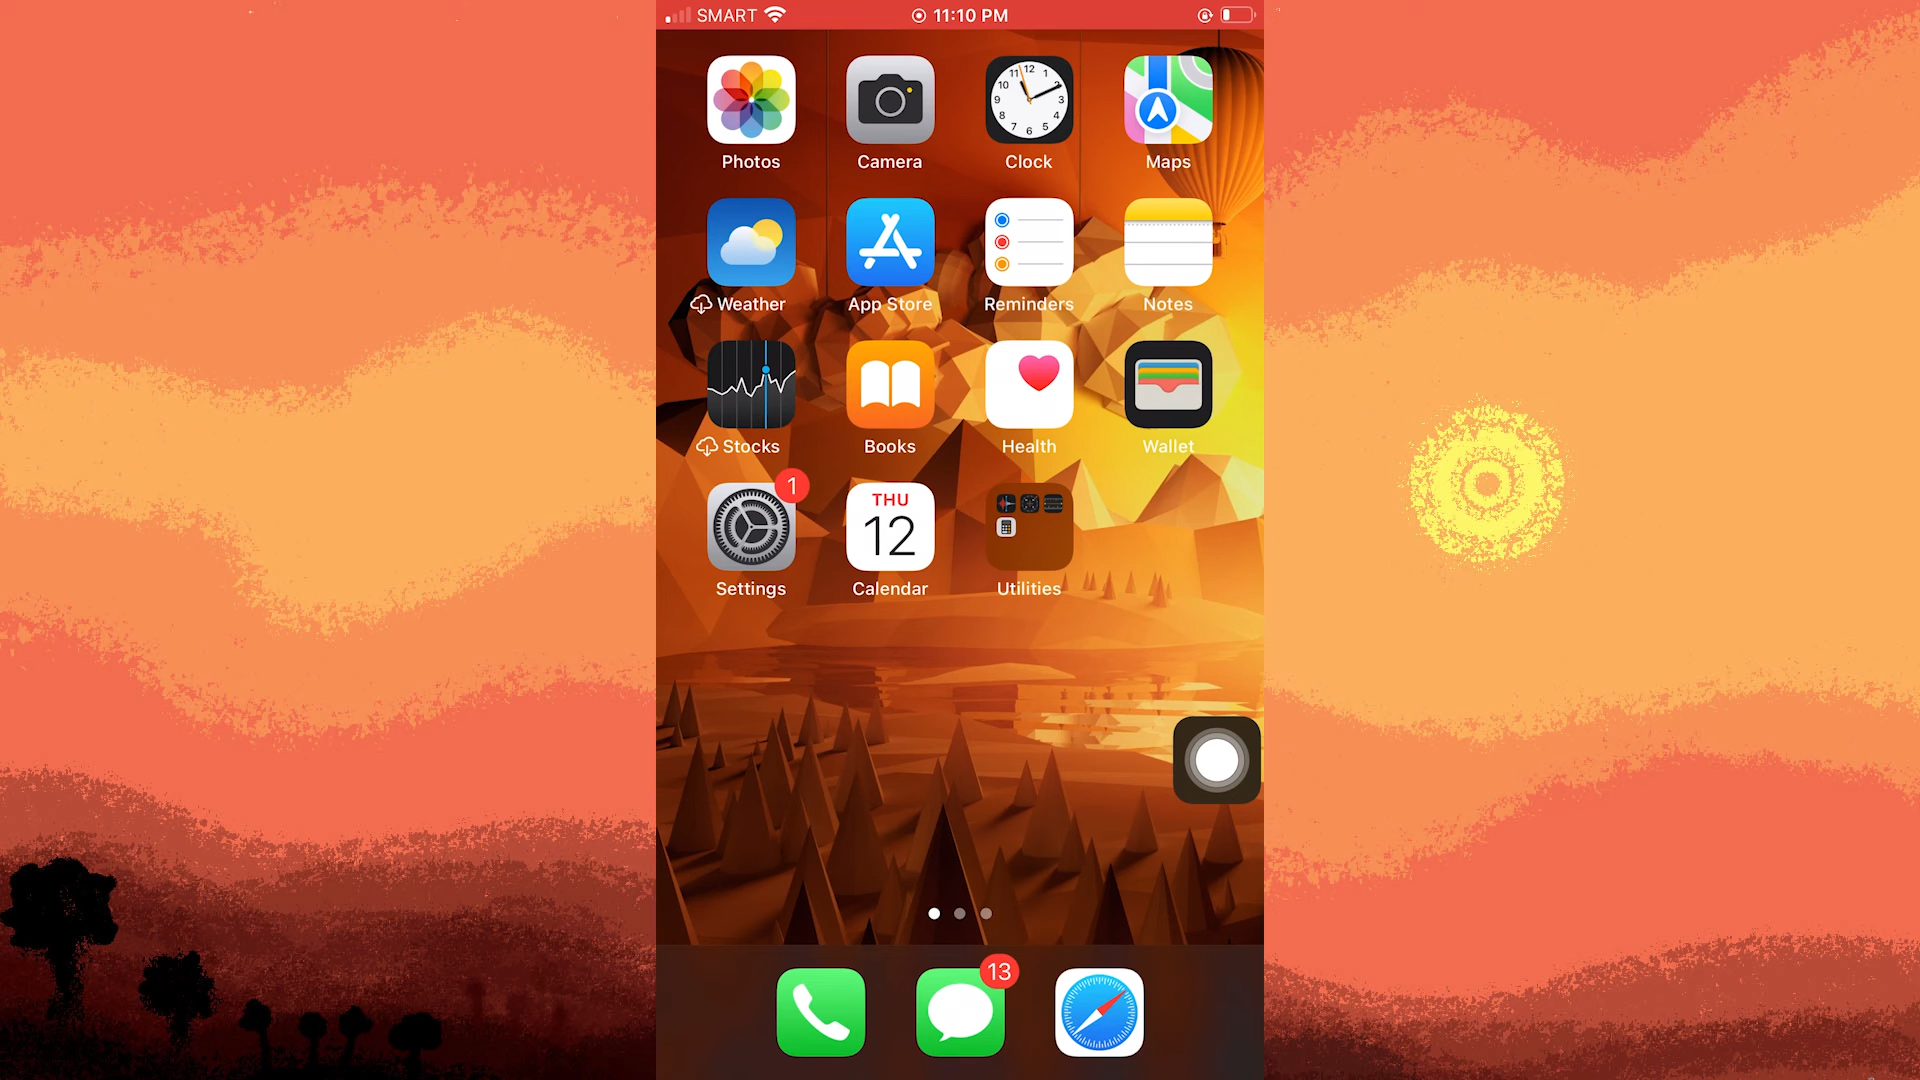 SMART 11:10 PM
Photos Camera Clock Maps
Weather App Store Reminders Notes
Stocks Books Health Wallet
1
THU
12
Settings Calendar Utilities
13